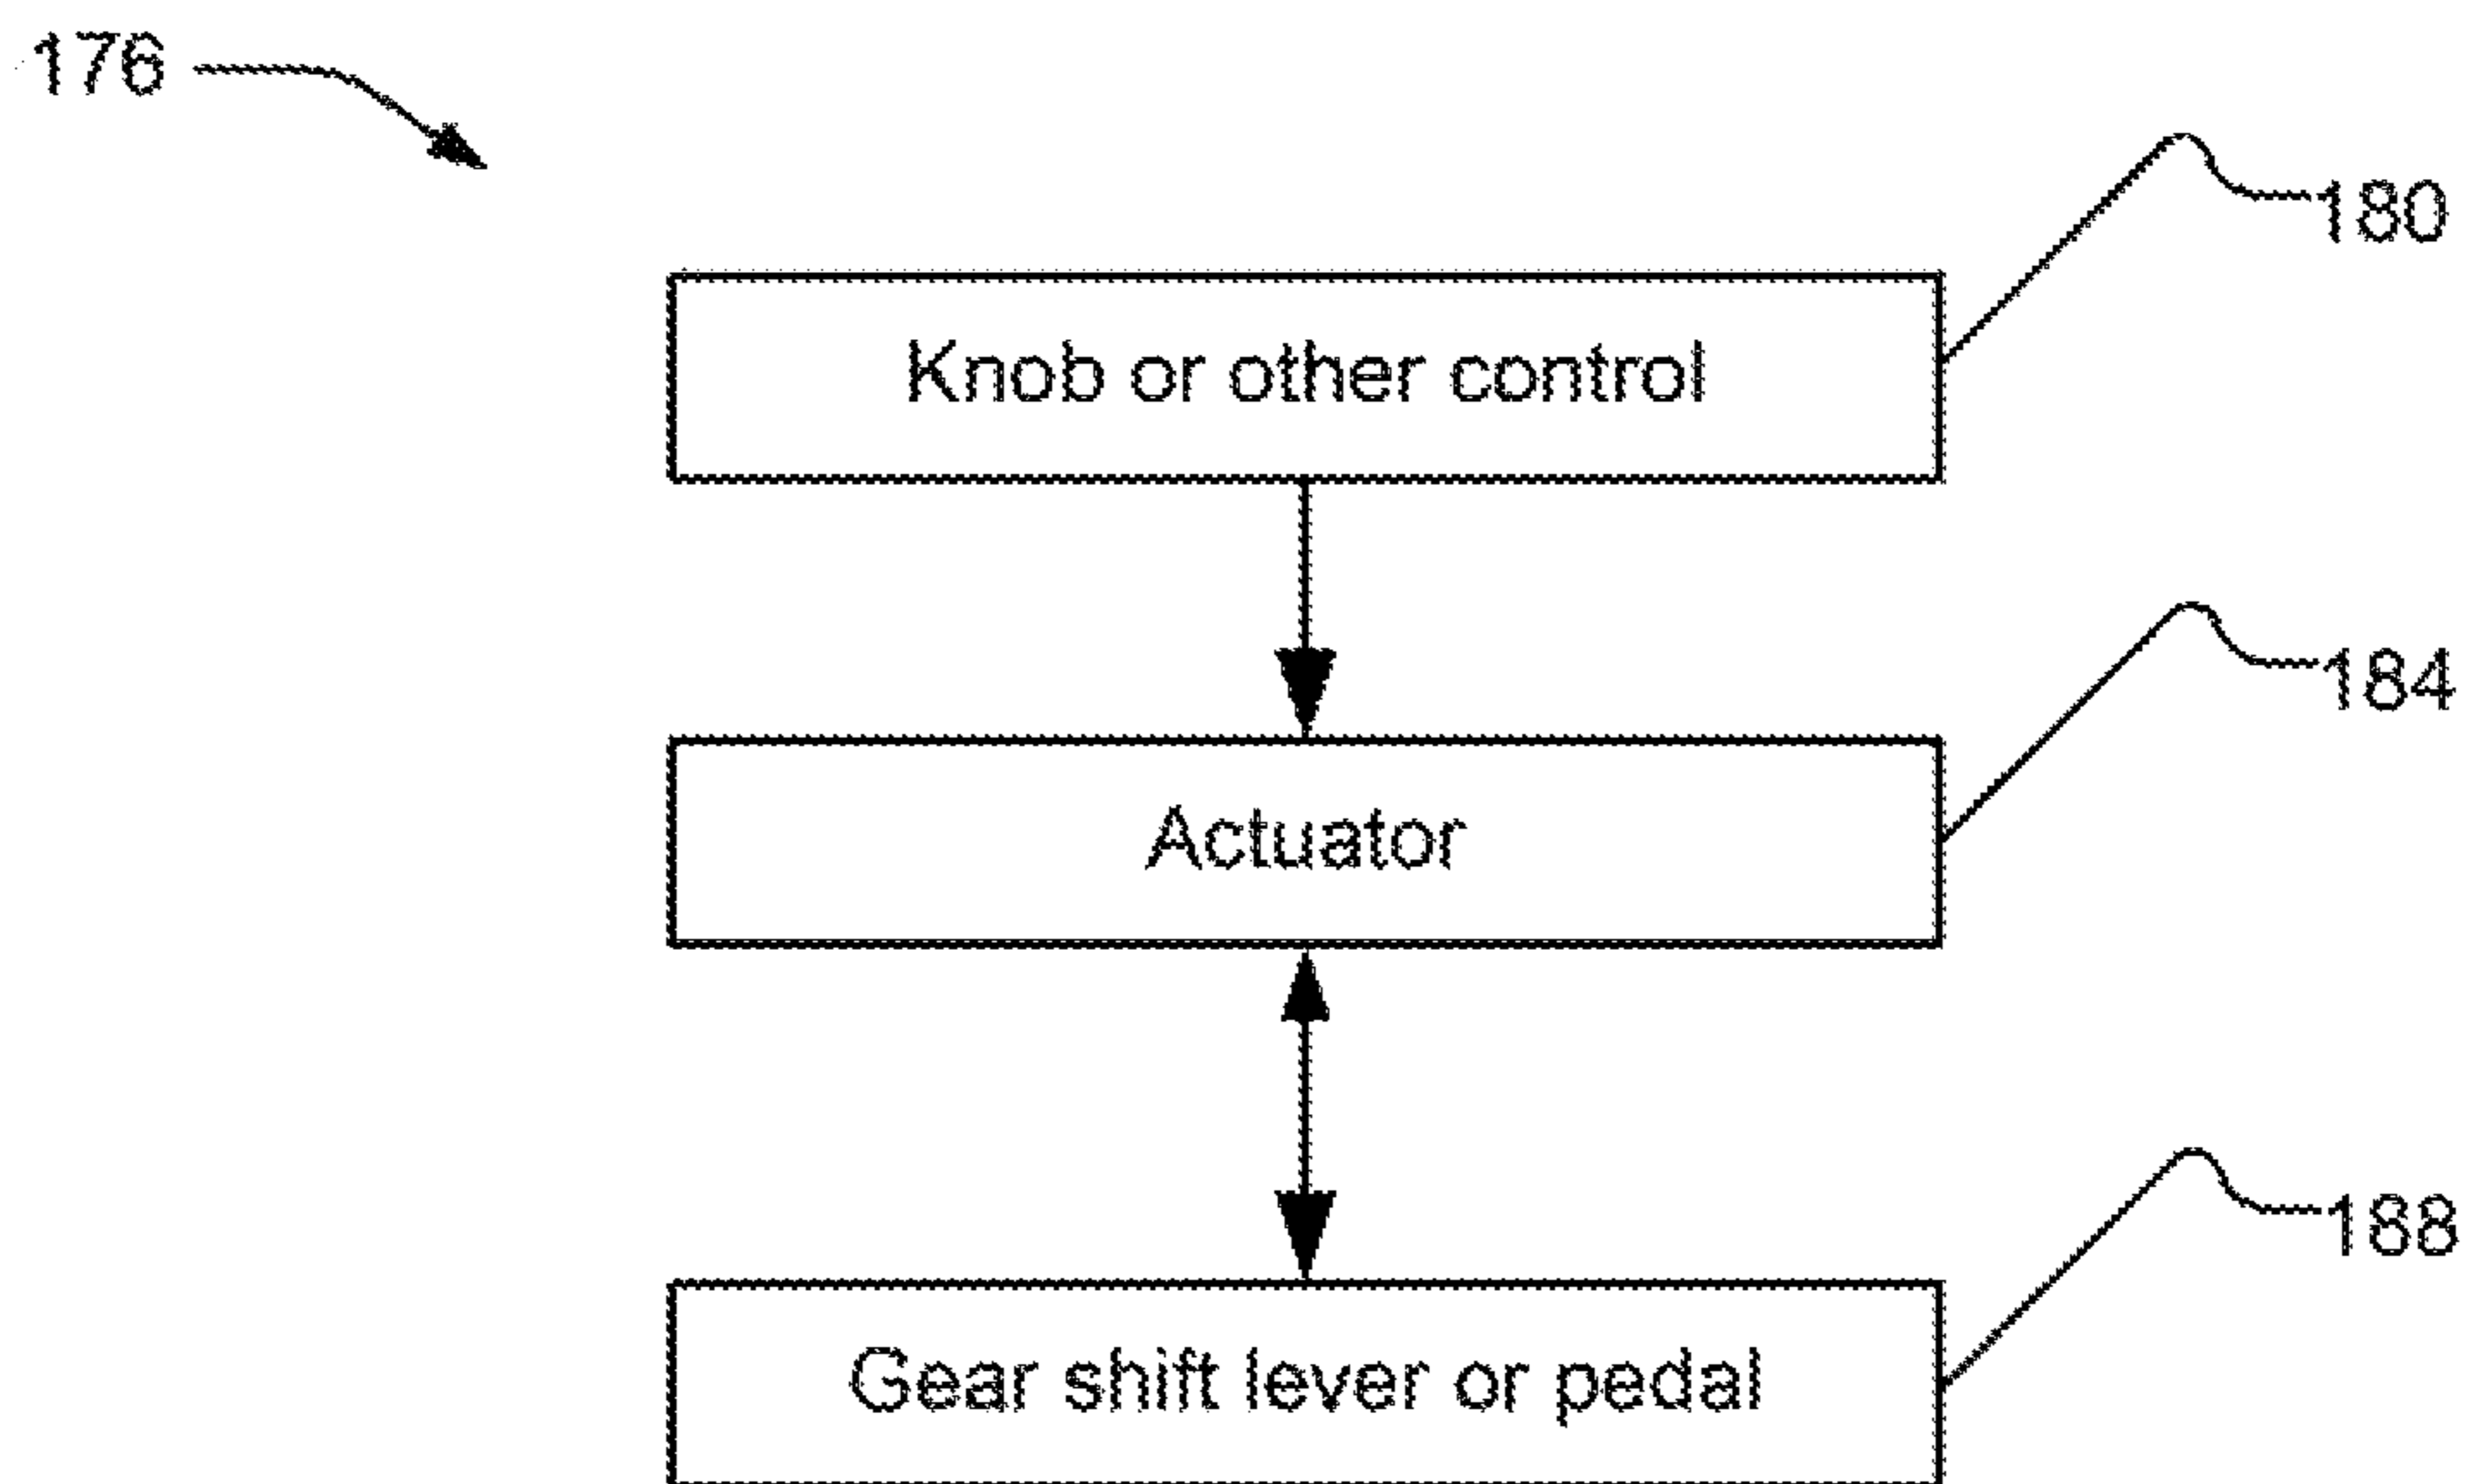 176
180
Knob or other control
184
Actuator
188
Gear shift lever or pedal